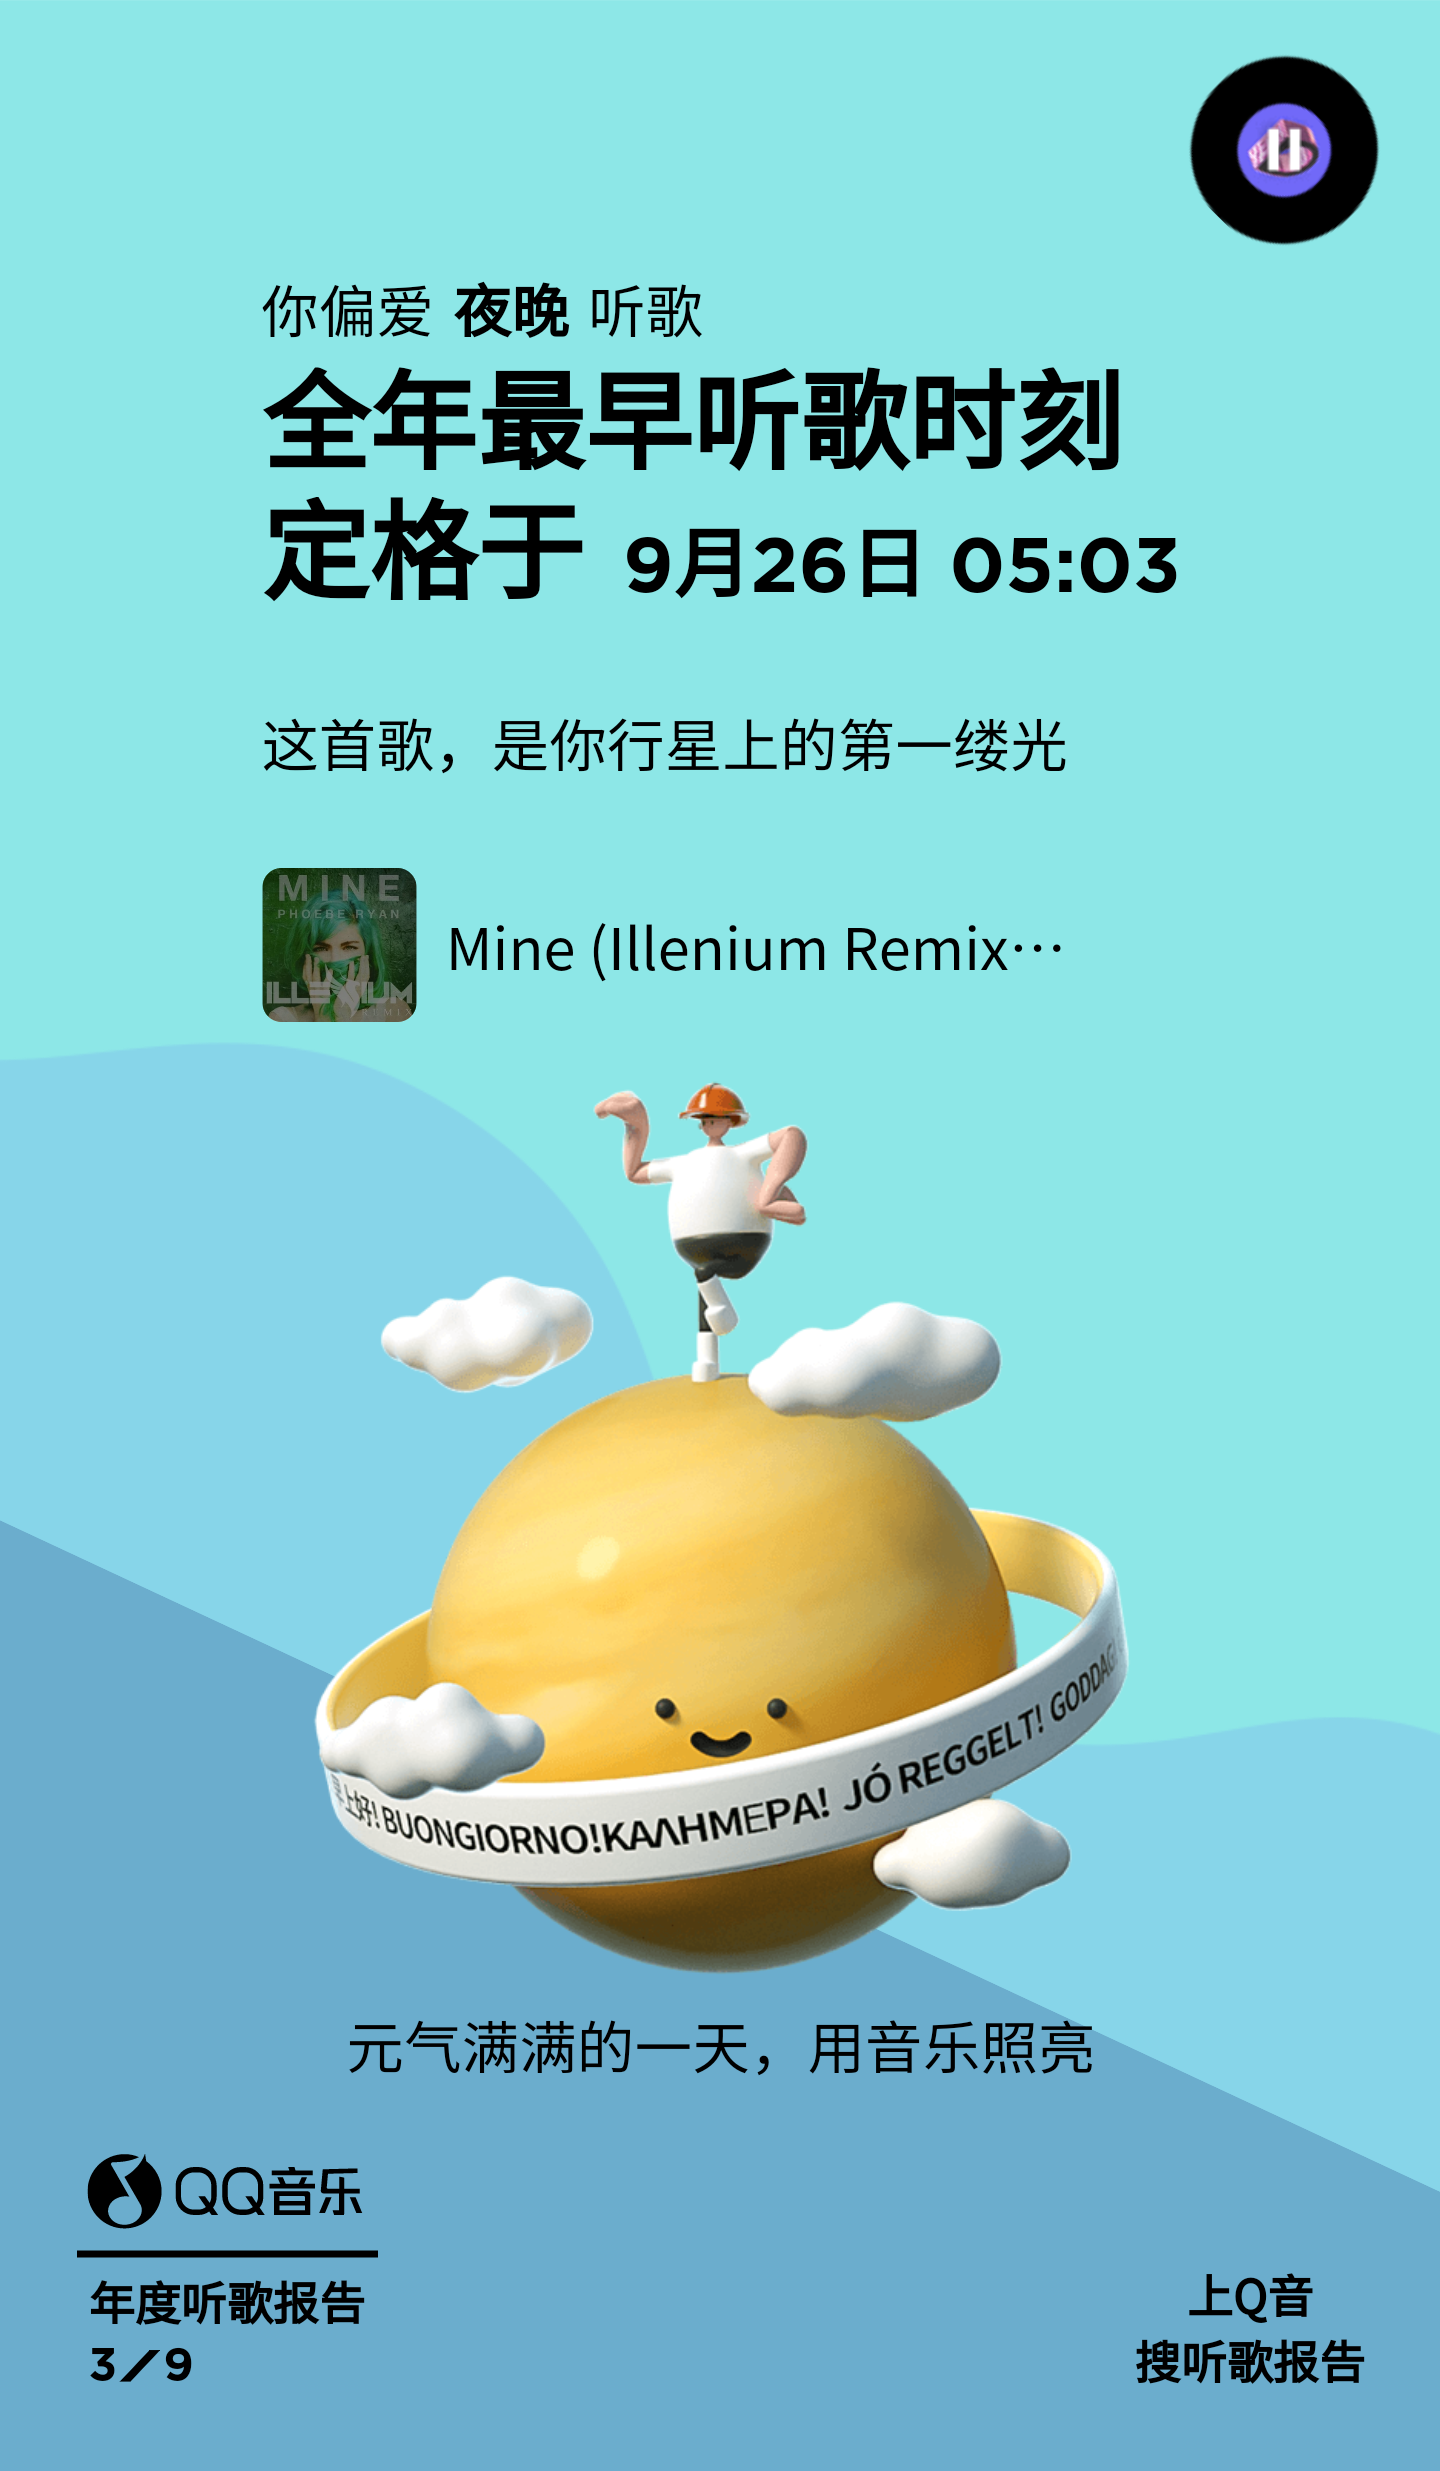 你偏爱 夜晚 听歌
全年最早听歌时刻
定格于 9月26日 05:03
这首歌，是你行星上的第一缕光
MINE
PHOEBE RYAN
ILLENIUM
REMIX
Mine (Illenium Remix…
早上好! BUONGIORNO!ΚΑΛΗΜΕΡΑ! JÓ REGGELT! GODDAG!
元气满满的一天，用音乐照亮
QQ音乐
年度听歌报告
3/9
上Q音
搜听歌报告